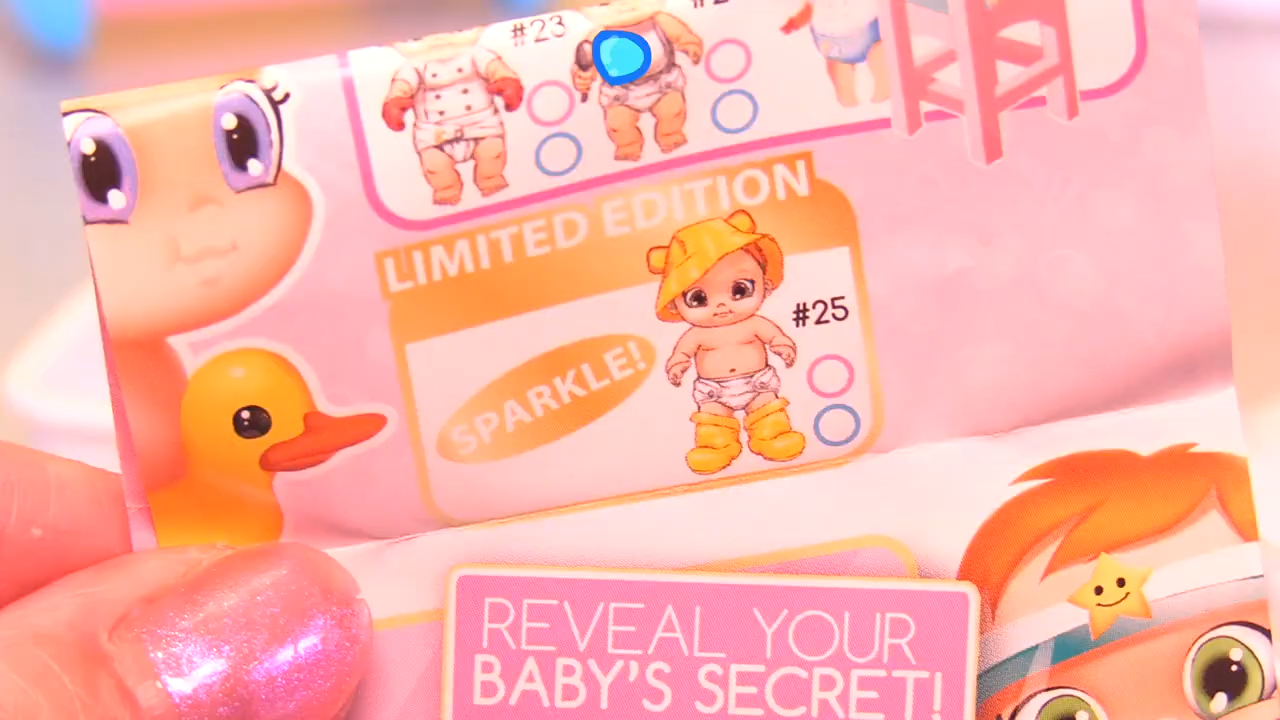 #23
LIMITED EDITION
SPARKLE!
#25
REVEAL YOUR
BABY'S SECRET!